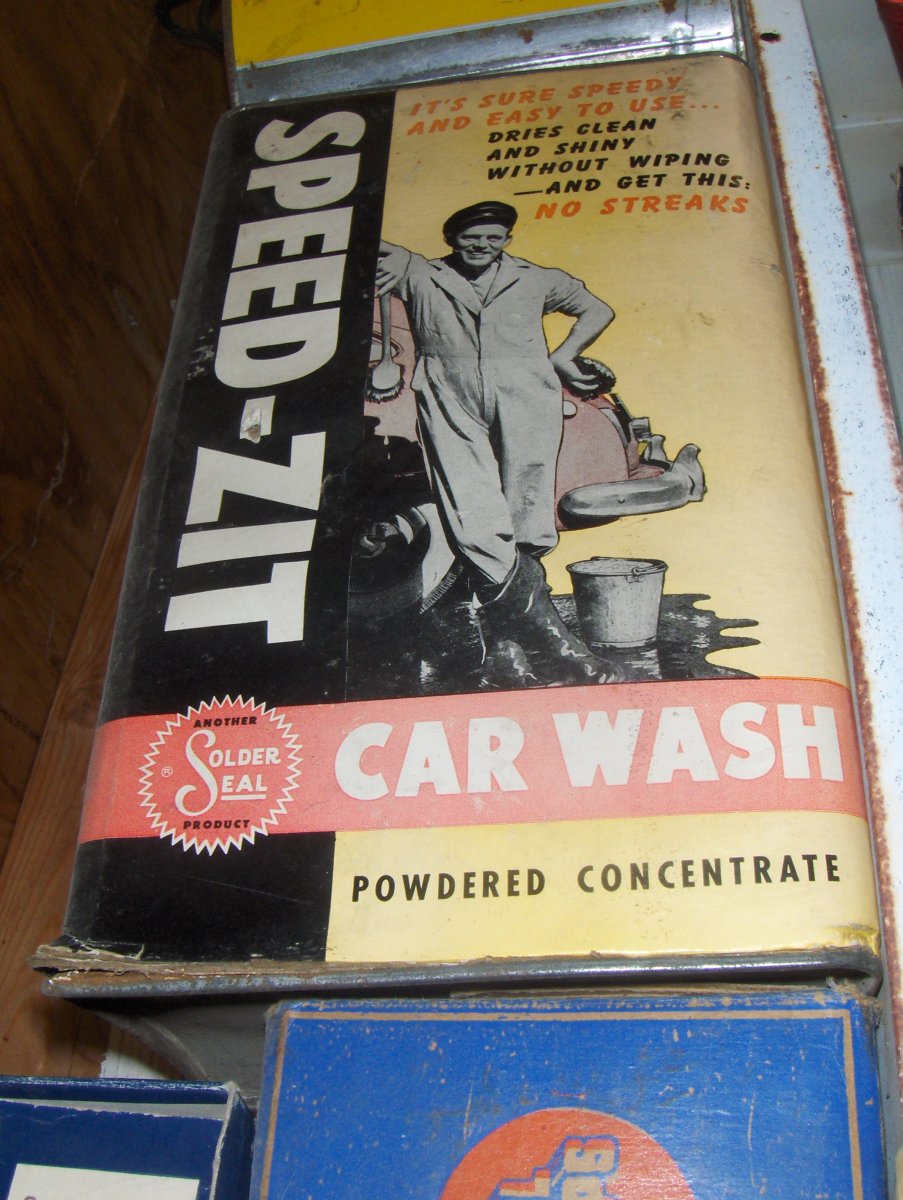 IT'S SURE SPEEDY
AND EASY TO USE...
DRIES CLEAN
AND SHINY
WITHOUT WIPING
—AND GET THIS:
NO STREAKS
SPEED-ZIT
ANOTHER
SOLDER
SEAL
®
PRODUCT
CAR WASH
POWDERED CONCENTRATE